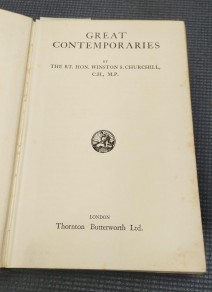 GREAT
CONTEMPORARIES
BY
THE RT. HON. WINSTON S. CHURCHILL,
C.H., M.P.
LONDON
Thornton Butterworth Ltd.